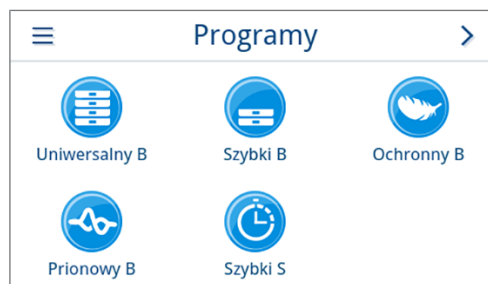 Programy
Uniwersalny B
Szybki B
Ochronny B
Prionowy B
Szybki S